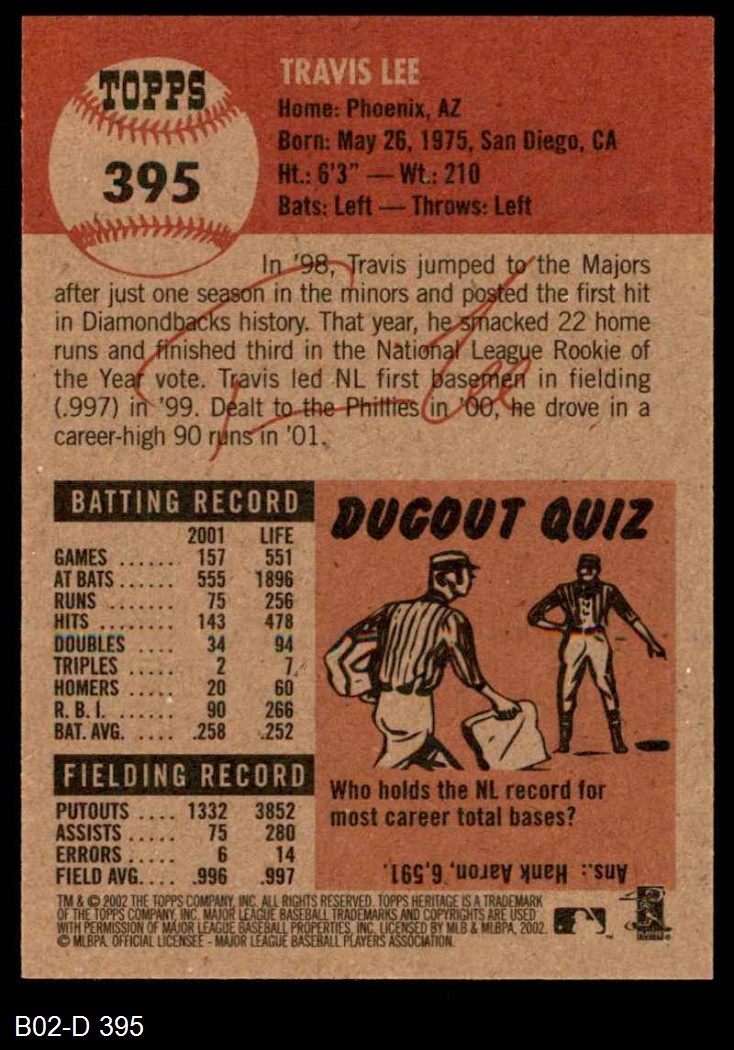 TOPPS
395
TRAVIS LEE
Home: Phoenix, AZ
Born: May 26, 1975, San Diego, CA
Ht.: 6'3" — Wt.: 210
Bats: Left — Throws: Left
In '98, Travis jumped to the Majors
after just one season in the minors and posted the first hit
in Diamondbacks history. That year, he smacked 22 home
runs and finished third in the National League Rookie of
the Year vote. Travis led NL first basemen in fielding
(.997) in '99. Dealt to the Phillies in '00, he drove in a
career-high 90 runs in '01.
BATTING RECORD
2001 LIFE
GAMES ....... 157 551
AT BATS ...... 555 1896
RUNS ....... 75 256
HITS ........ 143 478
DOUBLES .... 34 94
TRIPLES .... 2 7
HOMERS .... 20 60
R. B. I. ...... 90 266
BAT. AVG. .... .258 .252
FIELDING RECORD
PUTOUTS .... 1332 3852
ASSISTS .... 75 280
ERRORS .... 6 14
FIELD AVG. ... .996 .997
DUGOUT QUIZ
Who holds the NL record for
most career total bases?
Ans.: Hank Aaron, 6,591.
TM & © 2002 THE TOPPS COMPANY, INC. ALL RIGHTS RESERVED. TOPPS HERITAGE IS A TRADEMARK
OF THE TOPPS COMPANY, INC. MAJOR LEAGUE BASEBALL TRADEMARKS AND COPYRIGHTS ARE USED
WITH PERMISSION OF MAJOR LEAGUE BASEBALL PROPERTIES, INC. LICENSED BY MLB & MLBPA, 2002.
© MLBPA. OFFICIAL LICENSEE - MAJOR LEAGUE BASEBALL PLAYERS ASSOCIATION.
B02-D 395